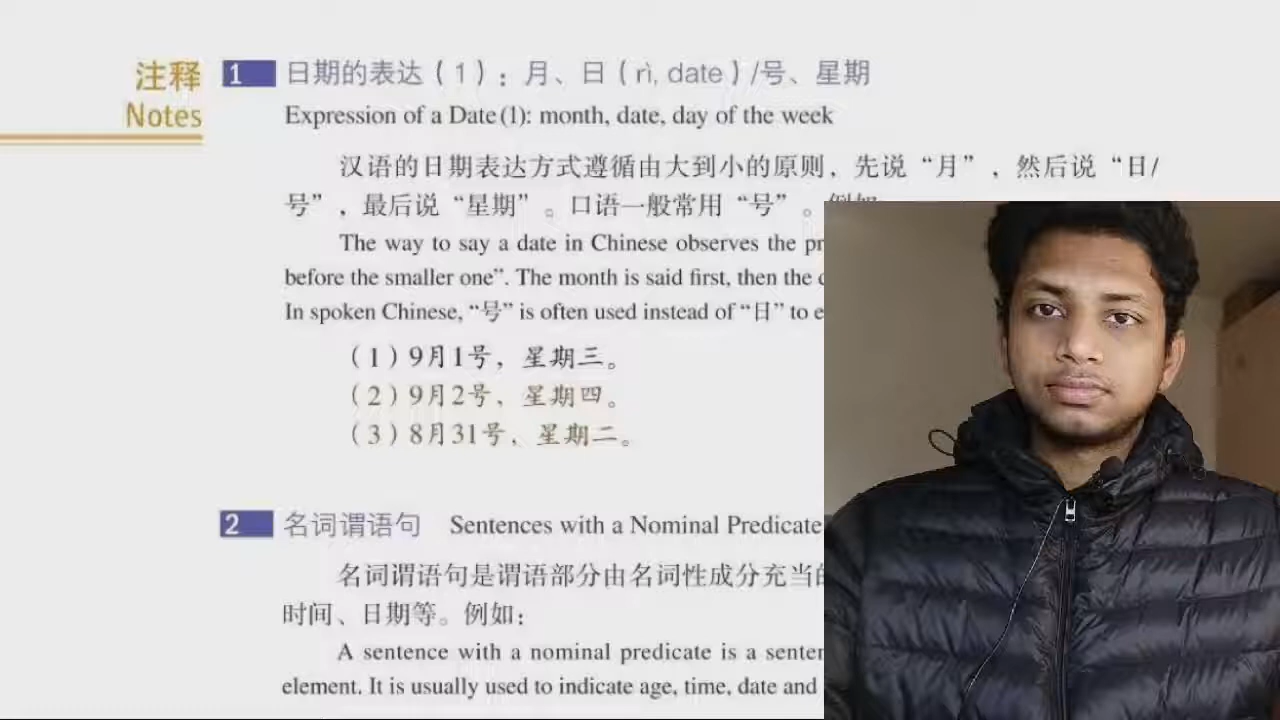 注释
Notes
1 日期的表达（1）：月、日（rì, date）/号、星期
Expression of a Date (1): month, date, day of the week
汉语的日期表达方式遵循由大到小的原则，先说“月”，然后说“日/
号”，最后说“星期”。口语一般常用“号”。例如
The way to say a date in Chinese observes the
before the smaller one”. The month is said first, then the
In spoken Chinese, “号” is often used instead of “日” to
（1）9月1号，星期三。
（2）9月2号，星期四。
（3）8月31号，星期二。
2 名词谓语句 Sentences with a Nominal Predicate
名词谓语句是谓语部分由名词性成分充当的
时间、日期等。例如：
A sentence with a nominal predicate is a
element. It is usually used to indicate age, time, date and